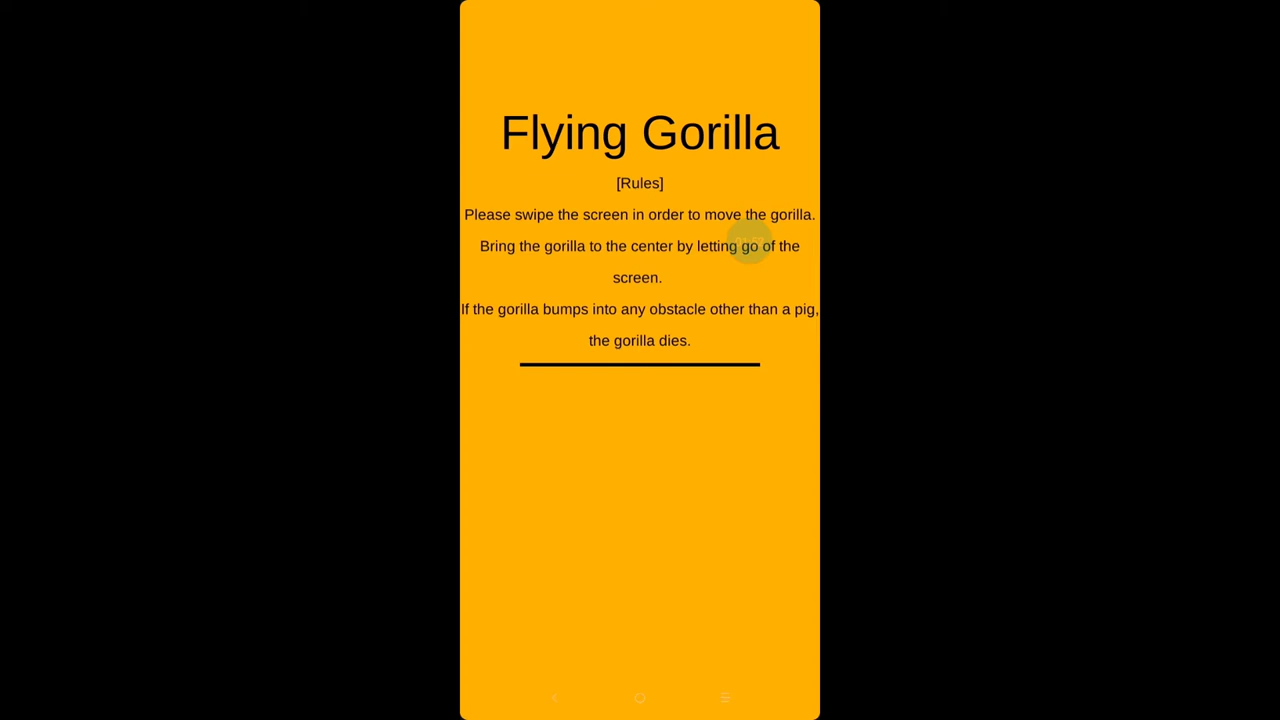 Flying Gorilla
[Rules]
Please swipe the screen in order to move the gorilla.
Bring the gorilla to the center by letting go of the
screen.
If the gorilla bumps into any obstacle other than a pig,
the gorilla dies.